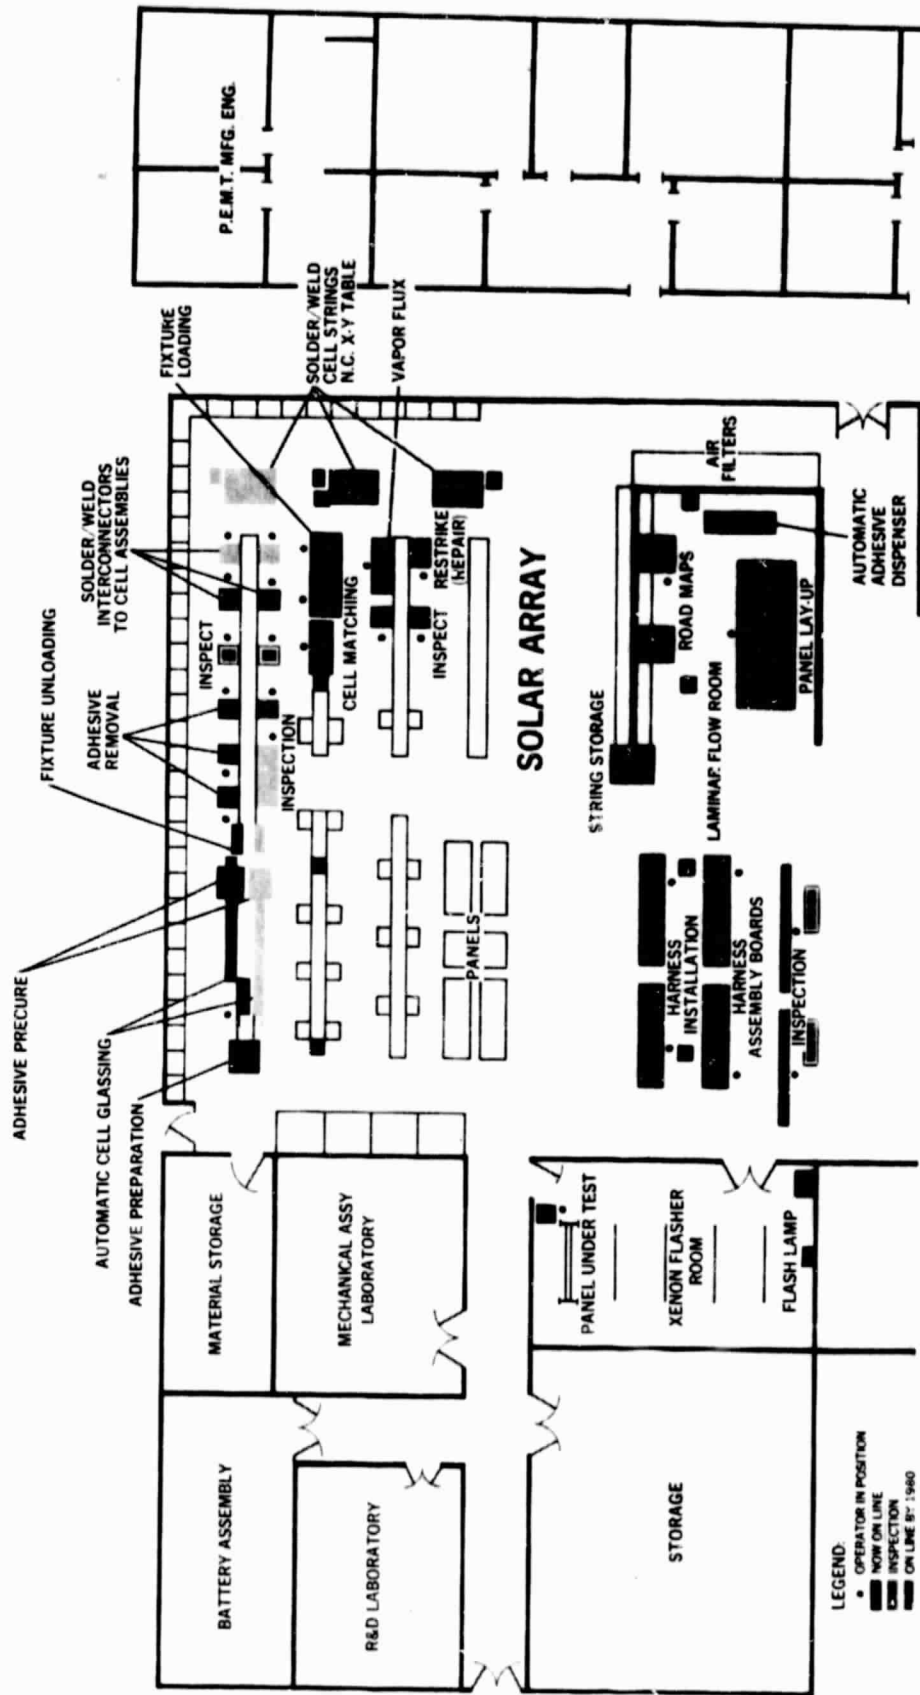 P.E.M.T. MFG. ENG.
FIXTURE
LOADING
SOLDER/WELD
CELL STRINGS
N.C. X-Y TABLE
VAPOR FLUX
SOLDER/WELD
INTERCONNECTORS
TO CELL ASSEMBLIES
FIXTURE UNLOADING
ADHESIVE
REMOVAL
INSPECT
INSPECTION
CELL MATCHING
RESTRIKE
(REPAIR)
INSPECT
ADHESIVE PRECURE
AUTOMATIC CELL GLASSING
ADHESIVE PREPARATION
PANELS
SOLAR ARRAY
STRING STORAGE
ROAD MAPS
AIR
FILTERS
LAMINAR FLOW ROOM
PANEL LAY-UP
AUTOMATIC
ADHESIVE
DISPENSER
HARNESS
INSTALLATION
HARNESS
ASSEMBLY BOARDS
INSPECTION
MATERIAL STORAGE
MECHANICAL ASSY
LABORATORY
BATTERY ASSEMBLY
R&D LABORATORY
PANEL UNDER TEST
XENON FLASHER
ROOM
FLASH LAMP
STORAGE
LEGEND:
OPERATOR IN POSITION
NOW ON LINE
INSPECTION
ON LINE BY 1980